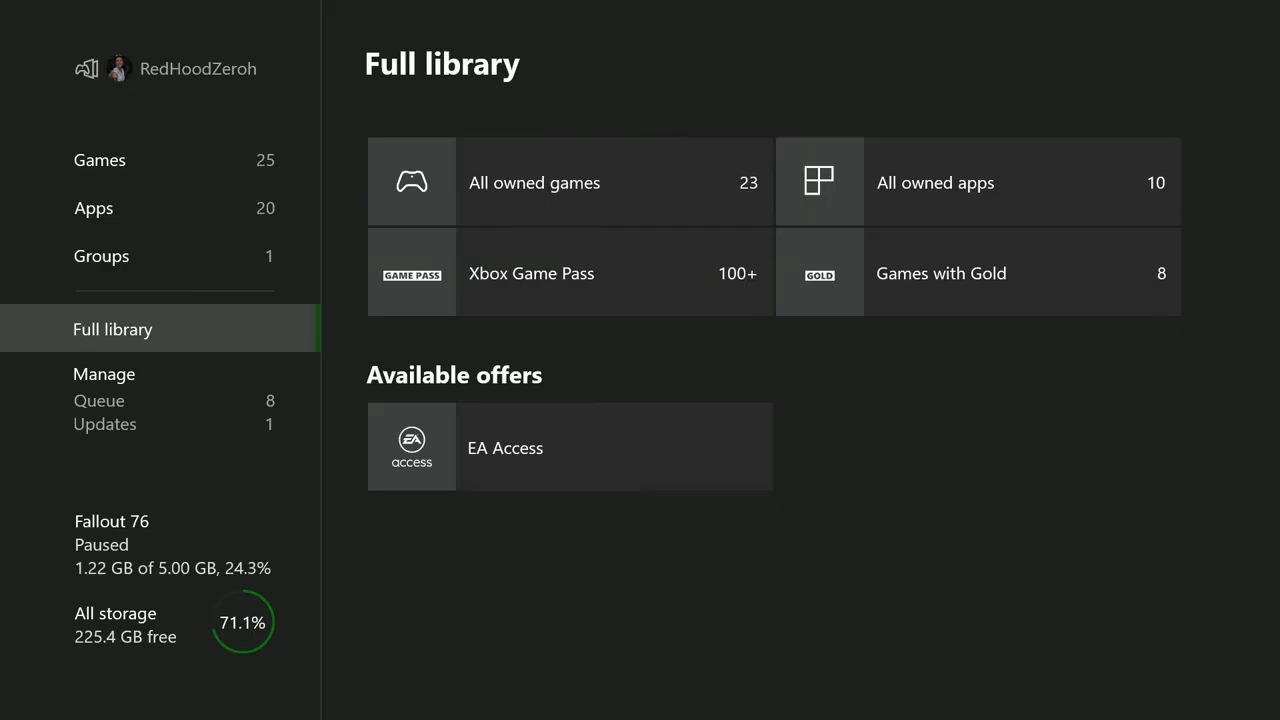 RedHoodZeroh
Games 25
Apps 20
Groups 1
Full library
Manage
Queue 8
Updates 1
Fallout 76
Paused
1.22 GB of 5.00 GB, 24.3%
All storage
225.4 GB free
71.1%
Full library
All owned games 23
All owned apps 10
GAME PASS Xbox Game Pass 100+
GOLD Games with Gold 8
Available offers
EA access EA Access